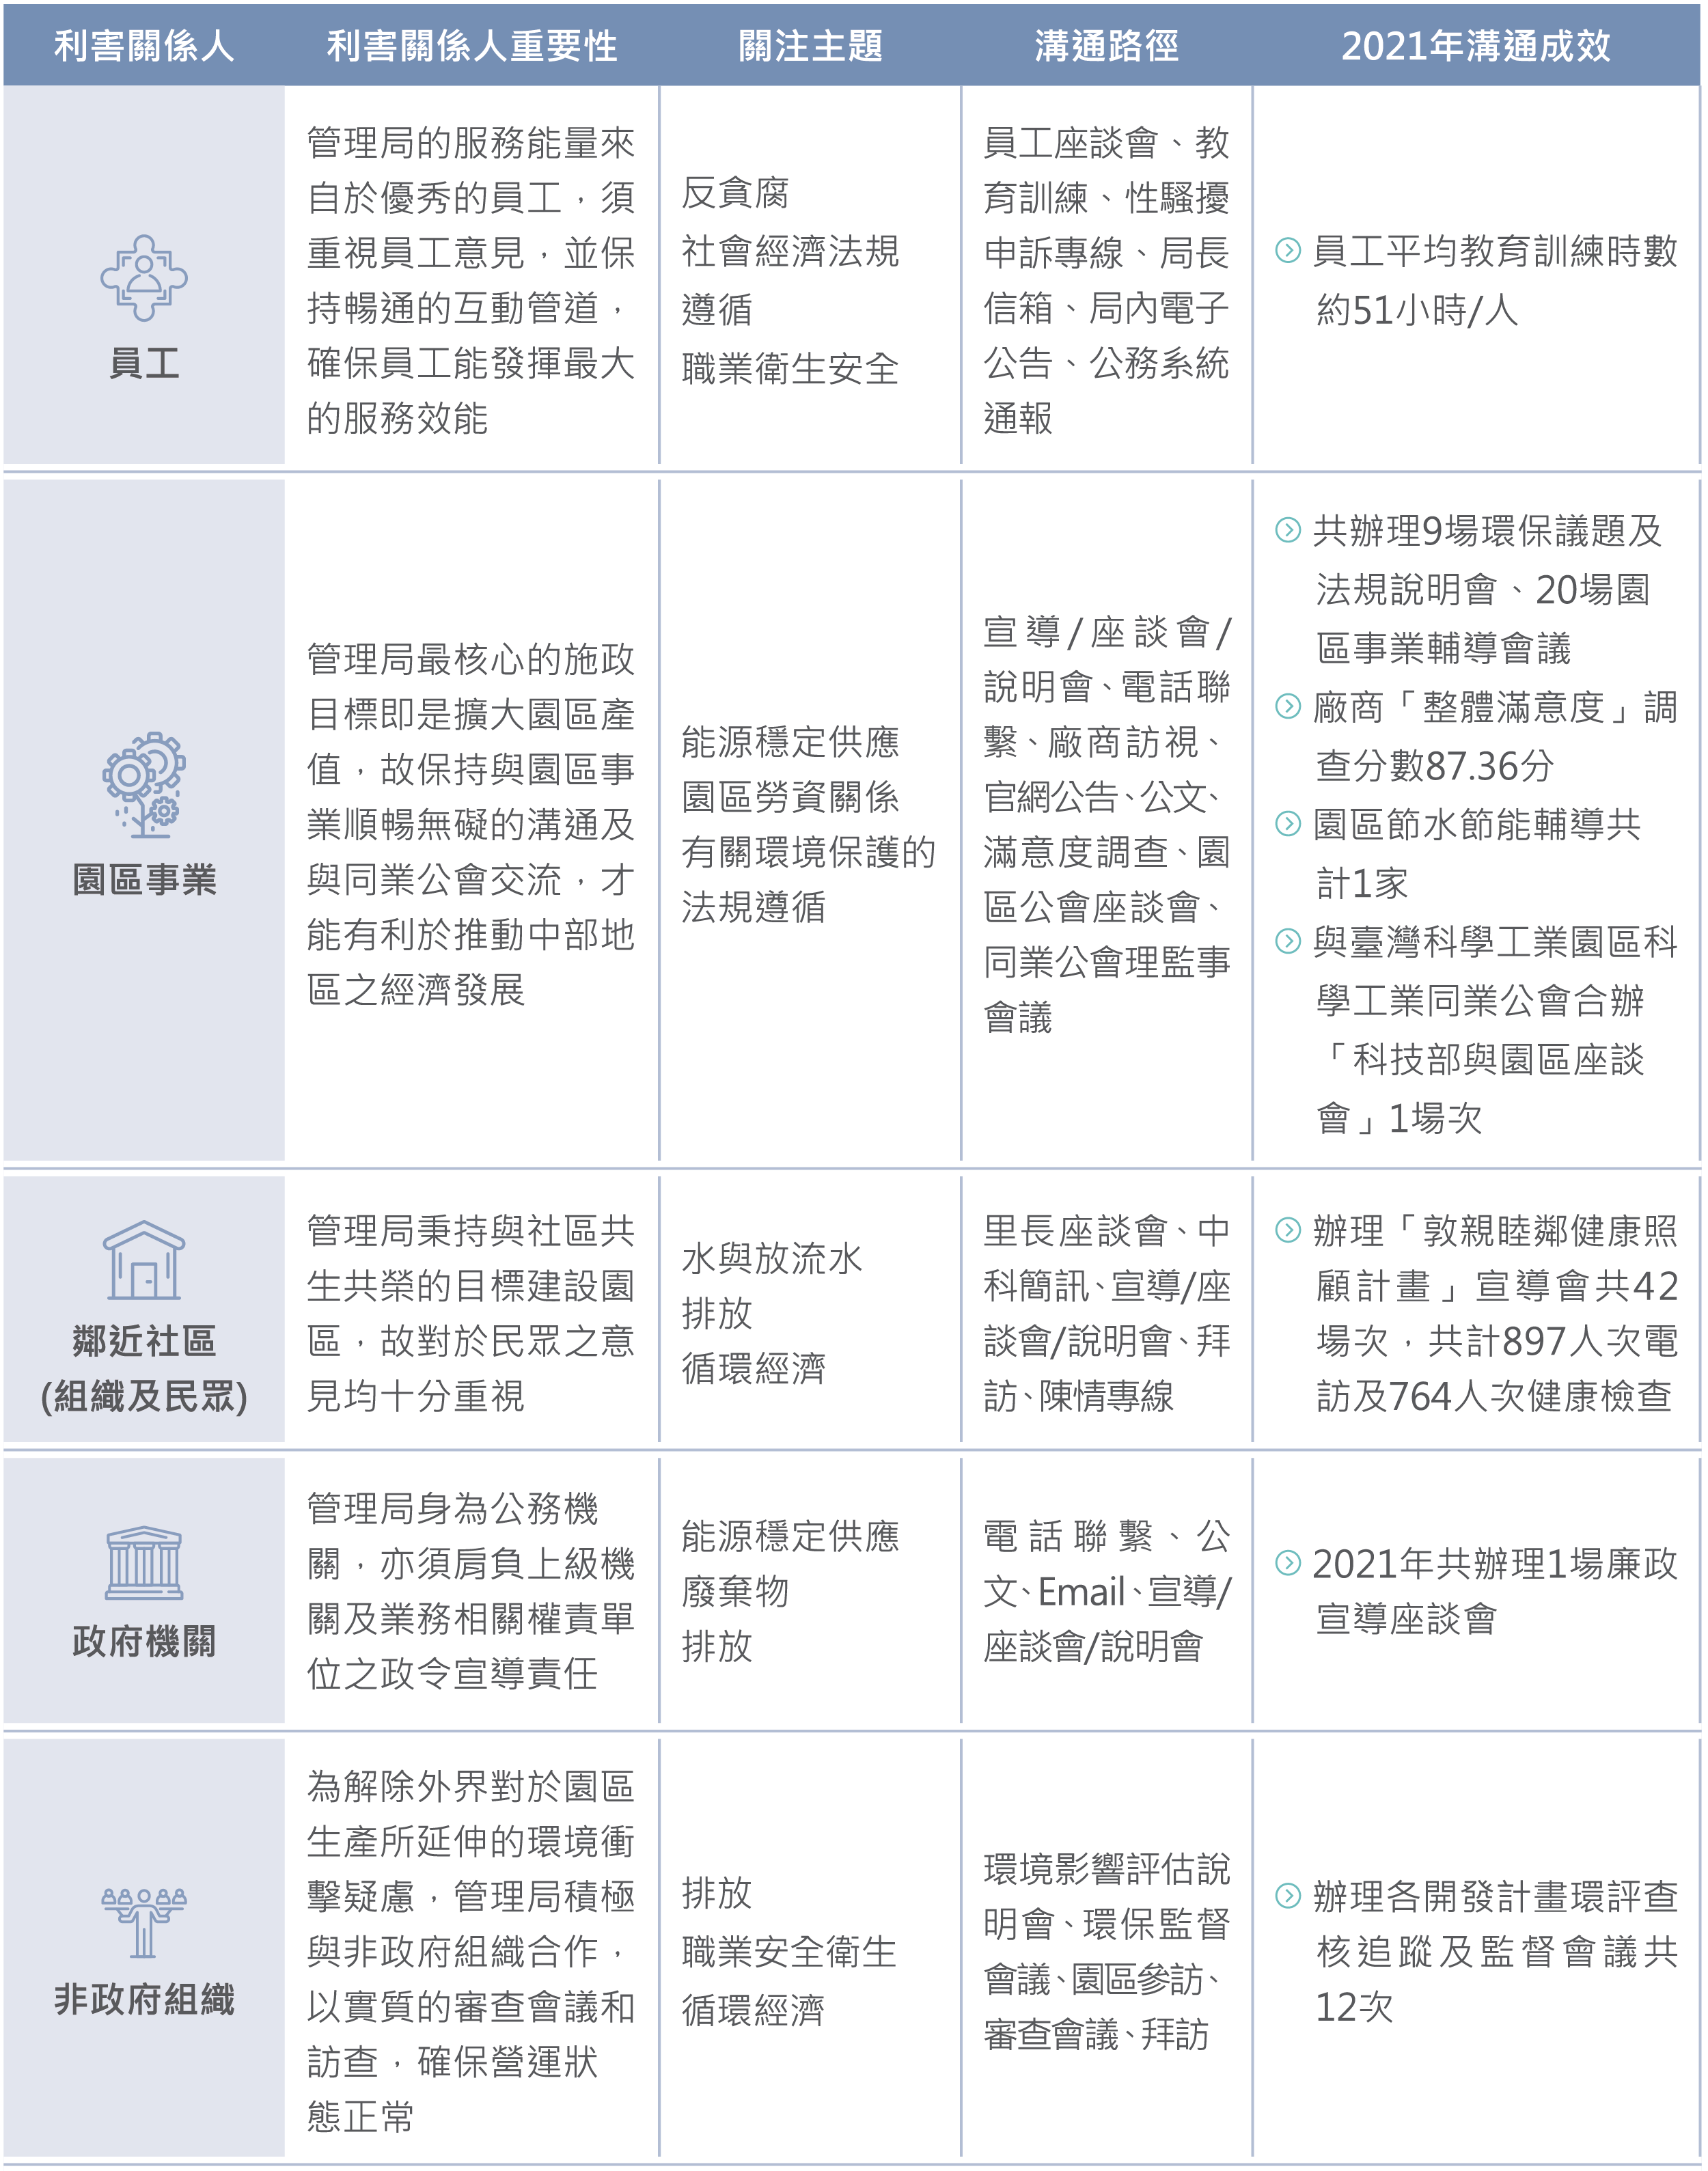 利害關係人
利害關係人重要性
關注主題
溝通路徑
2021年溝通成效
員工
管理局的服務能量來
自於優秀的員工，須
重視員工意見，並保
持暢通的互動管道，
確保員工能發揮最大
的服務效能
反貪腐
社會經濟法規
遵循
職業衛生安全
員工座談會、教
育訓練、性騷擾
申訴專線、局長
信箱、局內電子
公告、公務系統
通報
員工平均教育訓練時數
約51小時/人
園區事業
管理局最核心的施政
目標即是擴大園區產
值，故保持與園區事
業順暢無礙的溝通及
與同業公會交流，才
能有利於推動中部地
區之經濟發展
能源穩定供應
園區勞資關係
有關環境保護的
法規遵循
宣導/座談會/
說明會、電話聯
繫、廠商訪視、
官網公告、公文、
滿意度調查、園
區公會座談會、
同業公會理監事
會議
共辦理9場環保議題及
法規說明會、20場園
區事業輔導會議
廠商「整體滿意度」調
查分數87.36分
園區節水節能輔導共
計1家
與臺灣科學工業園區科
學工業同業公會合辦
「科技部與園區座談
會」1場次
鄰近社區
(組織及民眾)
管理局秉持與社區共
生共榮的目標建設園
區，故對於民眾之意
見均十分重視
水與放流水
排放
循環經濟
里長座談會、中
科簡訊、宣導/座
談會/說明會、拜
訪、陳情專線
辦理「敦親睦鄰健康照
顧計畫」宣導會共42
場次，共計897人次電
訪及764人次健康檢查
政府機關
管理局身為公務機
關，亦須肩負上級機
關及業務相關權責單
位之政令宣導責任
能源穩定供應
廢棄物
排放
電話聯繫、公
文、Email、宣導/
座談會/說明會
2021年共辦理1場廉政
宣導座談會
非政府組織
為解除外界對於園區
生產所延伸的環境衝
擊疑慮，管理局積極
與非政府組織合作，
以實質的審查會議和
訪查，確保營運狀
態正常
排放
職業安全衛生
循環經濟
環境影響評估說
明會、環保監督
會議、園區參訪、
審查會議、拜訪
辦理各開發計畫環評查
核追蹤及監督會議共
12次